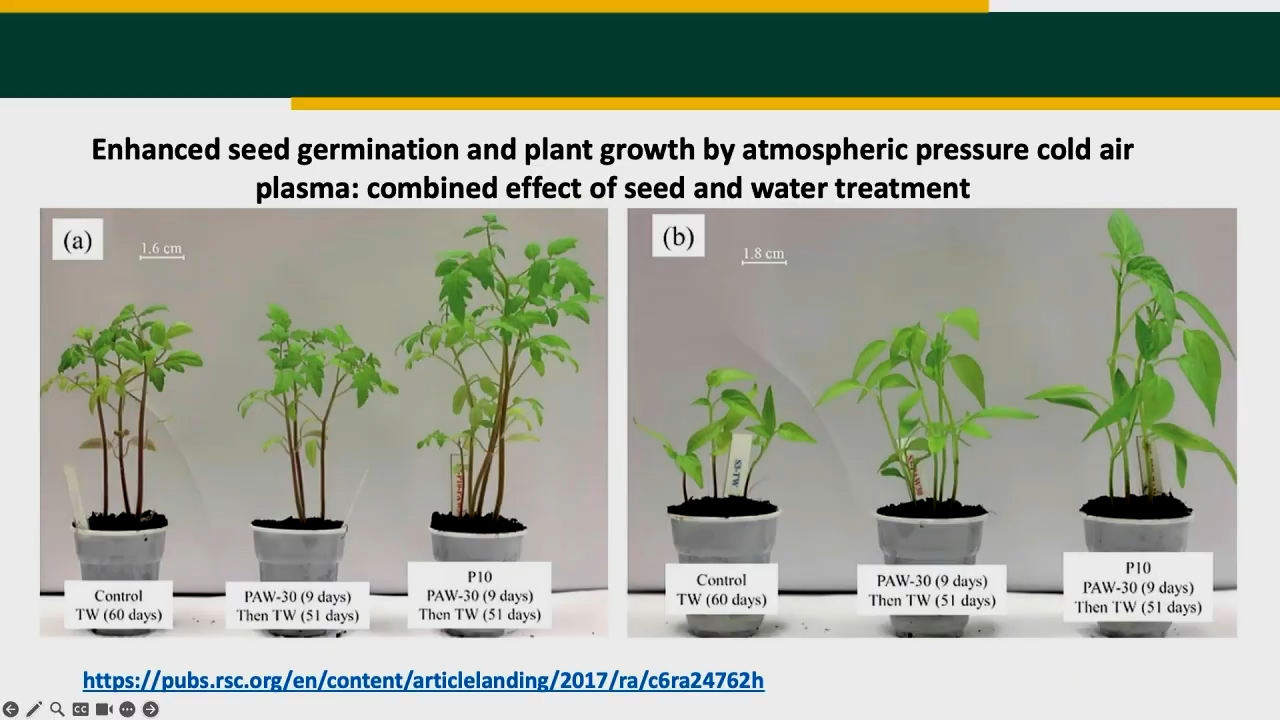 Enhanced seed germination and plant growth by atmospheric pressure cold air
plasma: combined effect of seed and water treatment
(a)
1.6 cm
Control
TW (60 days)
PAW-30 (9 days)
Then TW (51 days)
P10
PAW-30 (9 days)
Then TW (51 days)
(b)
1.8 cm
S3-TW
Control
TW (60 days)
PAW-30 (9 days)
Then TW (51 days)
P10
PAW-30 (9 days)
Then TW (51 days)
https://pubs.rsc.org/en/content/articlelanding/2017/ra/c6ra24762h
CC